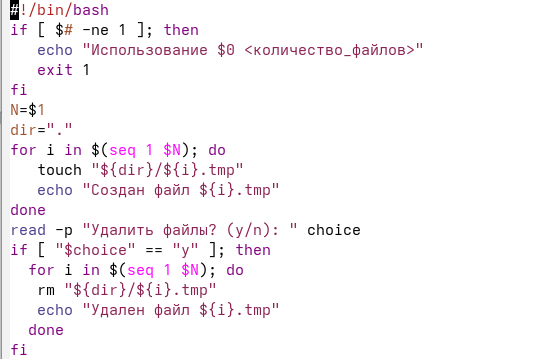 #!/bin/bash
if [ $# -ne 1 ]; then
   echo "Использование $0 <количество_файлов>"
   exit 1
fi
N=$1
dir="."
for i in $(seq 1 $N); do
   touch "${dir}/${i}.tmp"
   echo "Создан файл ${i}.tmp"
done
read -p "Удалить файлы? (y/n): " choice
if [ "$choice" == "y" ]; then
  for i in $(seq 1 $N); do
   rm "${dir}/${i}.tmp"
   echo "Удален файл ${i}.tmp"
  done
fi